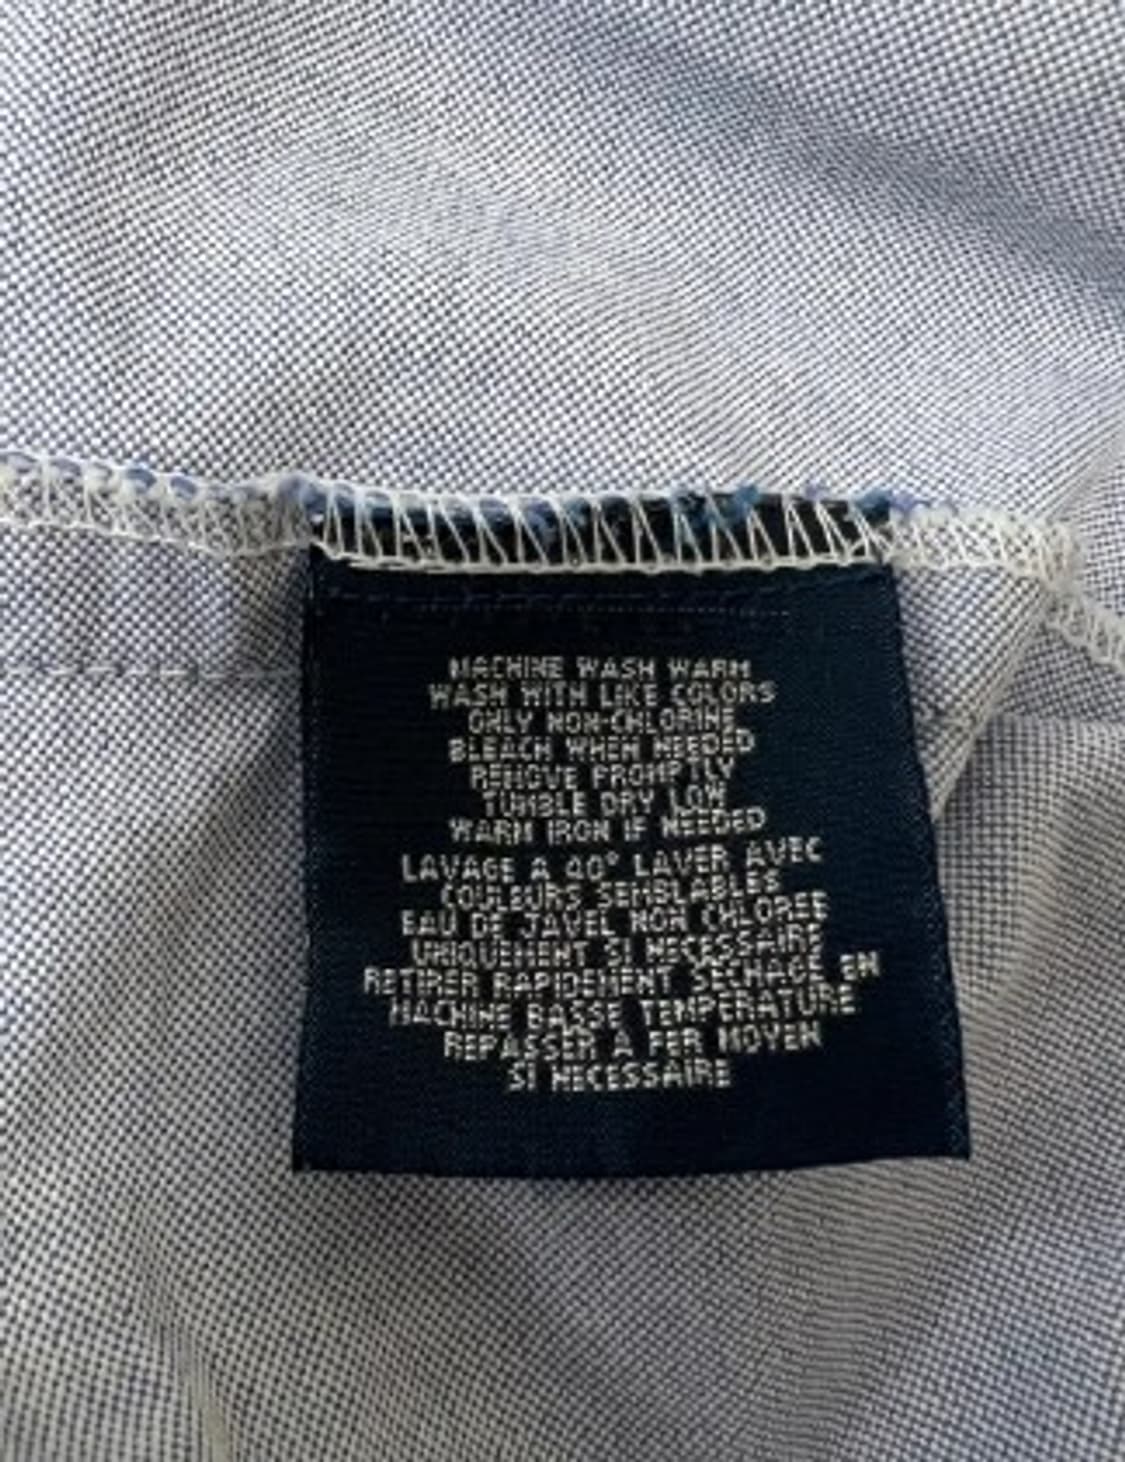 MACHINE WASH WARM
WASH WITH LIKE COLORS
ONLY NON-CHLORINE
BLEACH WHEN NEEDED
REMOVE PROMPTLY
TUMBLE DRY LOW
WARM IRON IF NEEDED
LAVAGE A 40° LAVER AVEC
COULEURS SEMBLABLES
EAU DE JAVEL NON CHLOREE
UNIQUEMENT SI NECESSAIRE
RETIRER RAPIDEMENT SECHAGE EN
MACHINE BASSE TEMPERATURE
REPASSER A FER MOYEN
SI NECESSAIRE